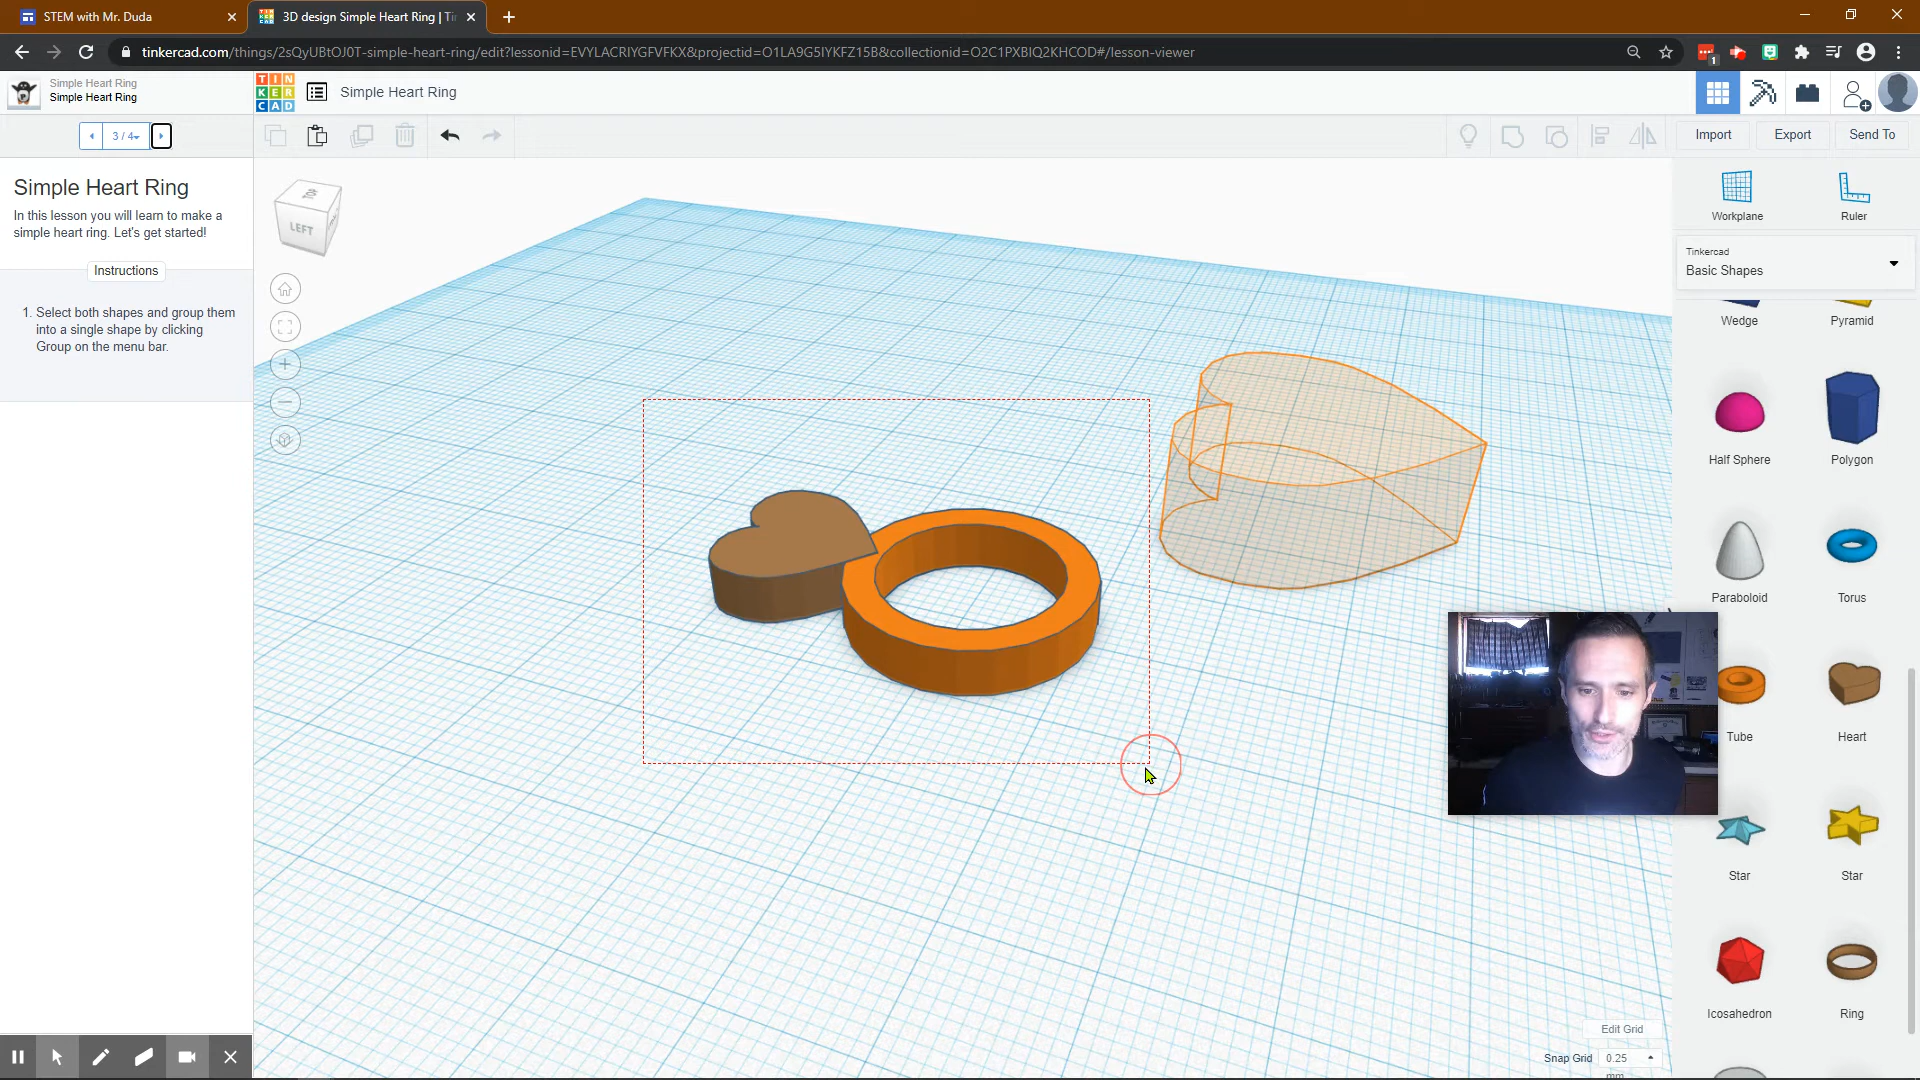 STEM with Mr. Duda
3D design Simple Heart Ring | Tin
tinkercad.com/things/2sQyUBtOJ0T-simple-heart-ring/edit?lessonid=EVYLACRIYGFVFKX&projectid=O1LA9G5IYKFZ15B&collectionid=O2C1PXBIQ2KHCOD#/lesson-viewer
1
Simple Heart Ring
Simple Heart Ring
TIN
KER
CAD
Simple Heart Ring
3 / 4
Import
Export
Send To
Simple Heart Ring
In this lesson you will learn to make a
simple heart ring. Let's get started!
Instructions
1. Select both shapes and group them
into a single shape by clicking
Group on the menu bar.
TOP
LEFT
Workplane
Ruler
Tinkercad
Basic Shapes
Wedge
Pyramid
Half Sphere
Polygon
Paraboloid
Torus
Tube
Heart
Star
Star
Icosahedron
Ring
Edit Grid
Snap Grid
0.25
mm